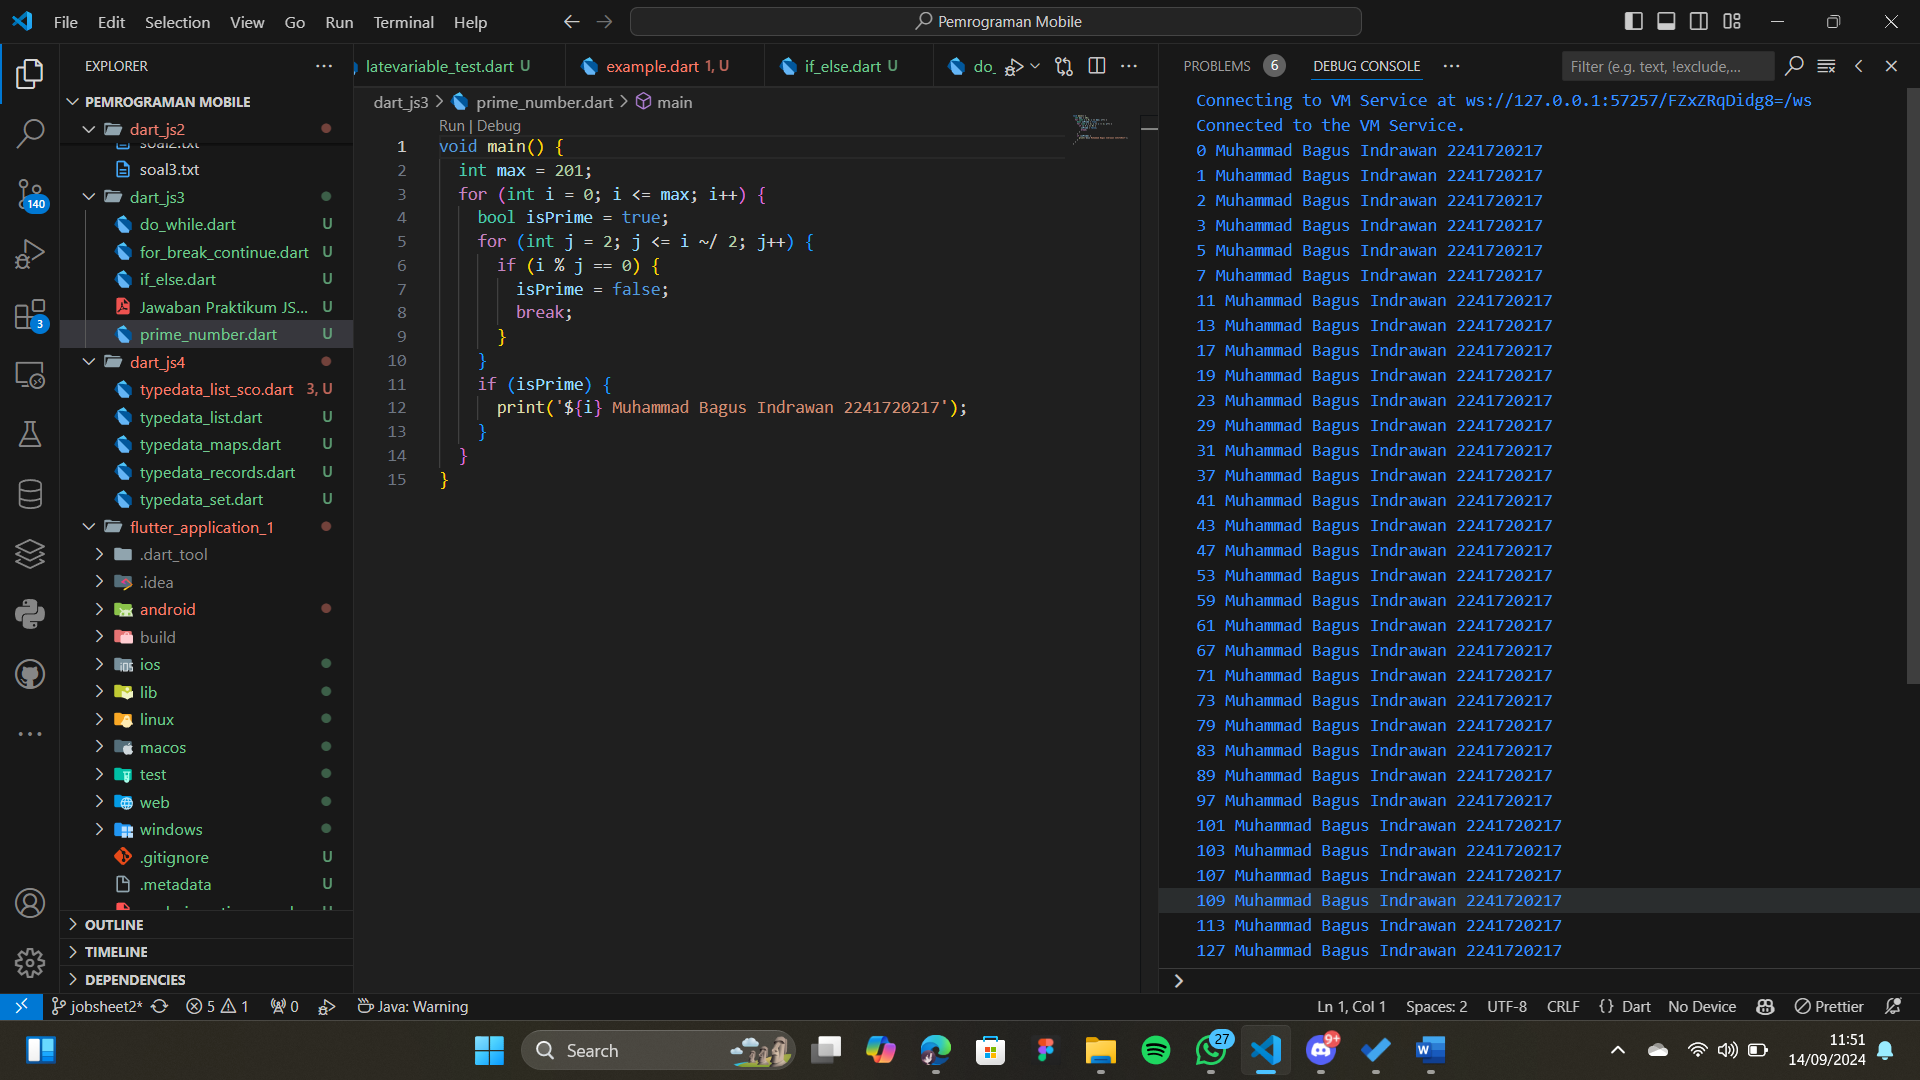 File Edit Selection View Go Run Terminal Help
Pemrograman Mobile
EXPLORER
PEMROGRAMAN MOBILE
dart_js2
soal2.txt
soal3.txt
dart_js3
do_while.dart U
for_break_continue.dart U
if_else.dart U
Jawaban Praktikum JS... U
prime_number.dart U
dart_js4
typedata_list_sco.dart 3, U
typedata_list.dart U
typedata_maps.dart U
typedata_records.dart U
typedata_set.dart U
flutter_application_1
.dart_tool
.idea
android
build
ios
lib
linux
macos
test
web
windows
.gitignore U
.metadata U
OUTLINE
TIMELINE
DEPENDENCIES
140
3
latevariable_test.dart U
example.dart 1, U
if_else.dart U
do_
dart_js3 > prime_number.dart > main
Run | Debug
1 void main() {
2 int max = 201;
3 for (int i = 0; i <= max; i++) {
4 bool isPrime = true;
5 for (int j = 2; j <= i ~/ 2; j++) {
6 if (i % j == 0) {
7 isPrime = false;
8 break;
9 }
10 }
11 if (isPrime) {
12 print('${i} Muhammad Bagus Indrawan 2241720217');
13 }
14 }
15 }
PROBLEMS 6 DEBUG CONSOLE
Filter (e.g. text, !exclude,...
Connecting to VM Service at ws://127.0.0.1:57257/FZxZRqDidg8=/ws
Connected to the VM Service.
0 Muhammad Bagus Indrawan 2241720217
1 Muhammad Bagus Indrawan 2241720217
2 Muhammad Bagus Indrawan 2241720217
3 Muhammad Bagus Indrawan 2241720217
5 Muhammad Bagus Indrawan 2241720217
7 Muhammad Bagus Indrawan 2241720217
11 Muhammad Bagus Indrawan 2241720217
13 Muhammad Bagus Indrawan 2241720217
17 Muhammad Bagus Indrawan 2241720217
19 Muhammad Bagus Indrawan 2241720217
23 Muhammad Bagus Indrawan 2241720217
29 Muhammad Bagus Indrawan 2241720217
31 Muhammad Bagus Indrawan 2241720217
37 Muhammad Bagus Indrawan 2241720217
41 Muhammad Bagus Indrawan 2241720217
43 Muhammad Bagus Indrawan 2241720217
47 Muhammad Bagus Indrawan 2241720217
53 Muhammad Bagus Indrawan 2241720217
59 Muhammad Bagus Indrawan 2241720217
61 Muhammad Bagus Indrawan 2241720217
67 Muhammad Bagus Indrawan 2241720217
71 Muhammad Bagus Indrawan 2241720217
73 Muhammad Bagus Indrawan 2241720217
79 Muhammad Bagus Indrawan 2241720217
83 Muhammad Bagus Indrawan 2241720217
89 Muhammad Bagus Indrawan 2241720217
97 Muhammad Bagus Indrawan 2241720217
101 Muhammad Bagus Indrawan 2241720217
103 Muhammad Bagus Indrawan 2241720217
107 Muhammad Bagus Indrawan 2241720217
109 Muhammad Bagus Indrawan 2241720217
113 Muhammad Bagus Indrawan 2241720217
127 Muhammad Bagus Indrawan 2241720217
jobsheet2* 5 1 0 Java: Warning
Ln 1, Col 1 Spaces: 2 UTF-8 CRLF {} Dart No Device Prettier
Search
27
9+
11:51
14/09/2024